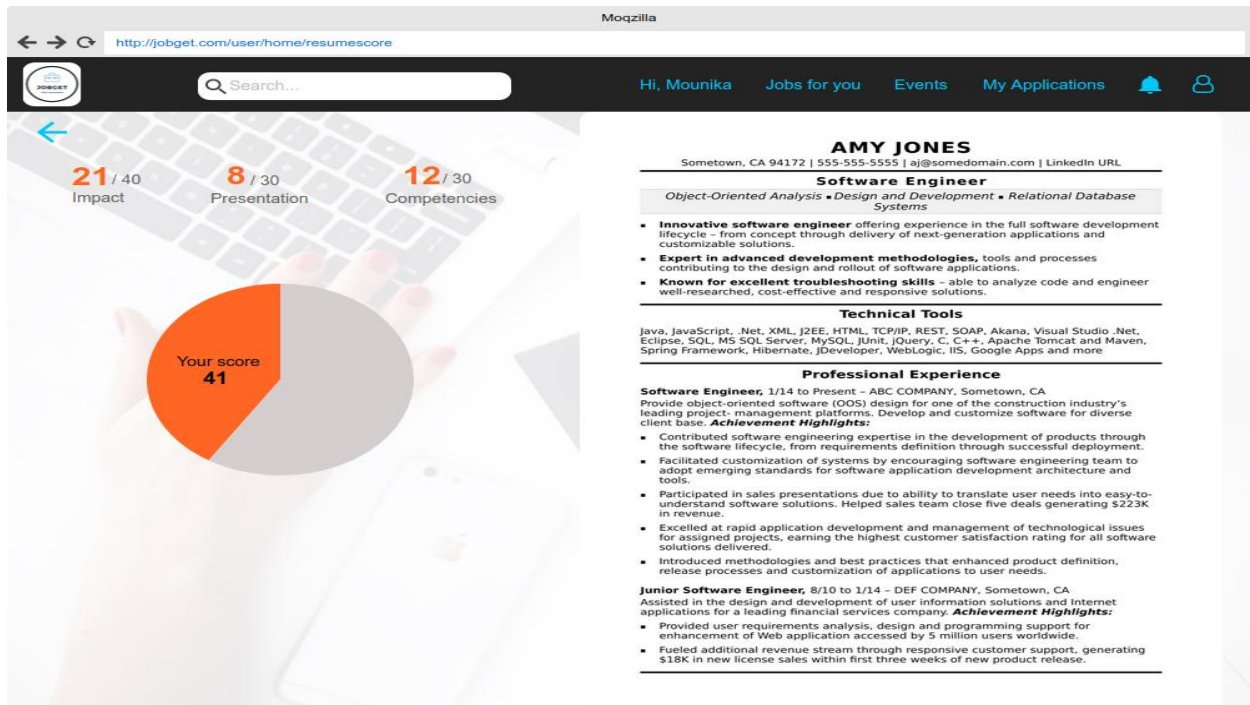 Moqzilla
http://jobget.com/user/home/resumescore
JOBGET
Search...
Hi, Mounika
Jobs for you
Events
My Applications
21 / 40
Impact
8 / 30
Presentation
12 / 30
Competencies
Your score
41
AMY JONES
Sometown, CA 94172 | 555-555-5555 | aj@somedomain.com | LinkedIn URL
Software Engineer
Object-Oriented Analysis ▪ Design and Development ▪ Relational Database
Systems
▪ Innovative software engineer offering experience in the full software development
lifecycle – from concept through delivery of next-generation applications and
customizable solutions.
▪ Expert in advanced development methodologies, tools and processes
contributing to the design and rollout of software applications.
▪ Known for excellent troubleshooting skills – able to analyze code and engineer
well-researched, cost-effective and responsive solutions.
Technical Tools
Java, JavaScript, .Net, XML, J2EE, HTML, TCP/IP, REST, SOAP, Akana, Visual Studio .Net,
Eclipse, SQL, MS SQL Server, MySQL, JUnit, jQuery, C, C++, Apache Tomcat and Maven,
Spring Framework, Hibernate, JDeveloper, WebLogic, IIS, Google Apps and more
Professional Experience
Software Engineer, 1/14 to Present – ABC COMPANY, Sometown, CA
Provide object-oriented software (OOS) design for one of the construction industry’s
leading project- management platforms. Develop and customize software for diverse
client base. Achievement Highlights:
▪ Contributed software engineering expertise in the development of products through
the software lifecycle, from requirements definition through successful deployment.
▪ Facilitated customization of systems by encouraging software engineering team to
adopt emerging standards for software application development architecture and
tools.
▪ Participated in sales presentations due to ability to translate user needs into easy-to-
understand software solutions. Helped sales team close five deals generating $223K
in revenue.
▪ Excelled at rapid application development and management of technological issues
for assigned projects, earning the highest customer satisfaction rating for all software
solutions delivered.
▪ Introduced methodologies and best practices that enhanced product definition,
release processes and customization of applications to user needs.
Junior Software Engineer, 8/10 to 1/14 – DEF COMPANY, Sometown, CA
Assisted in the design and development of user information solutions and Internet
applications for a leading financial services company. Achievement Highlights:
▪ Provided user requirements analysis, design and programming support for
enhancement of Web application accessed by 5 million users worldwide.
▪ Fueled additional revenue stream through responsive customer support, generating
$18K in new license sales within first three weeks of new product release.